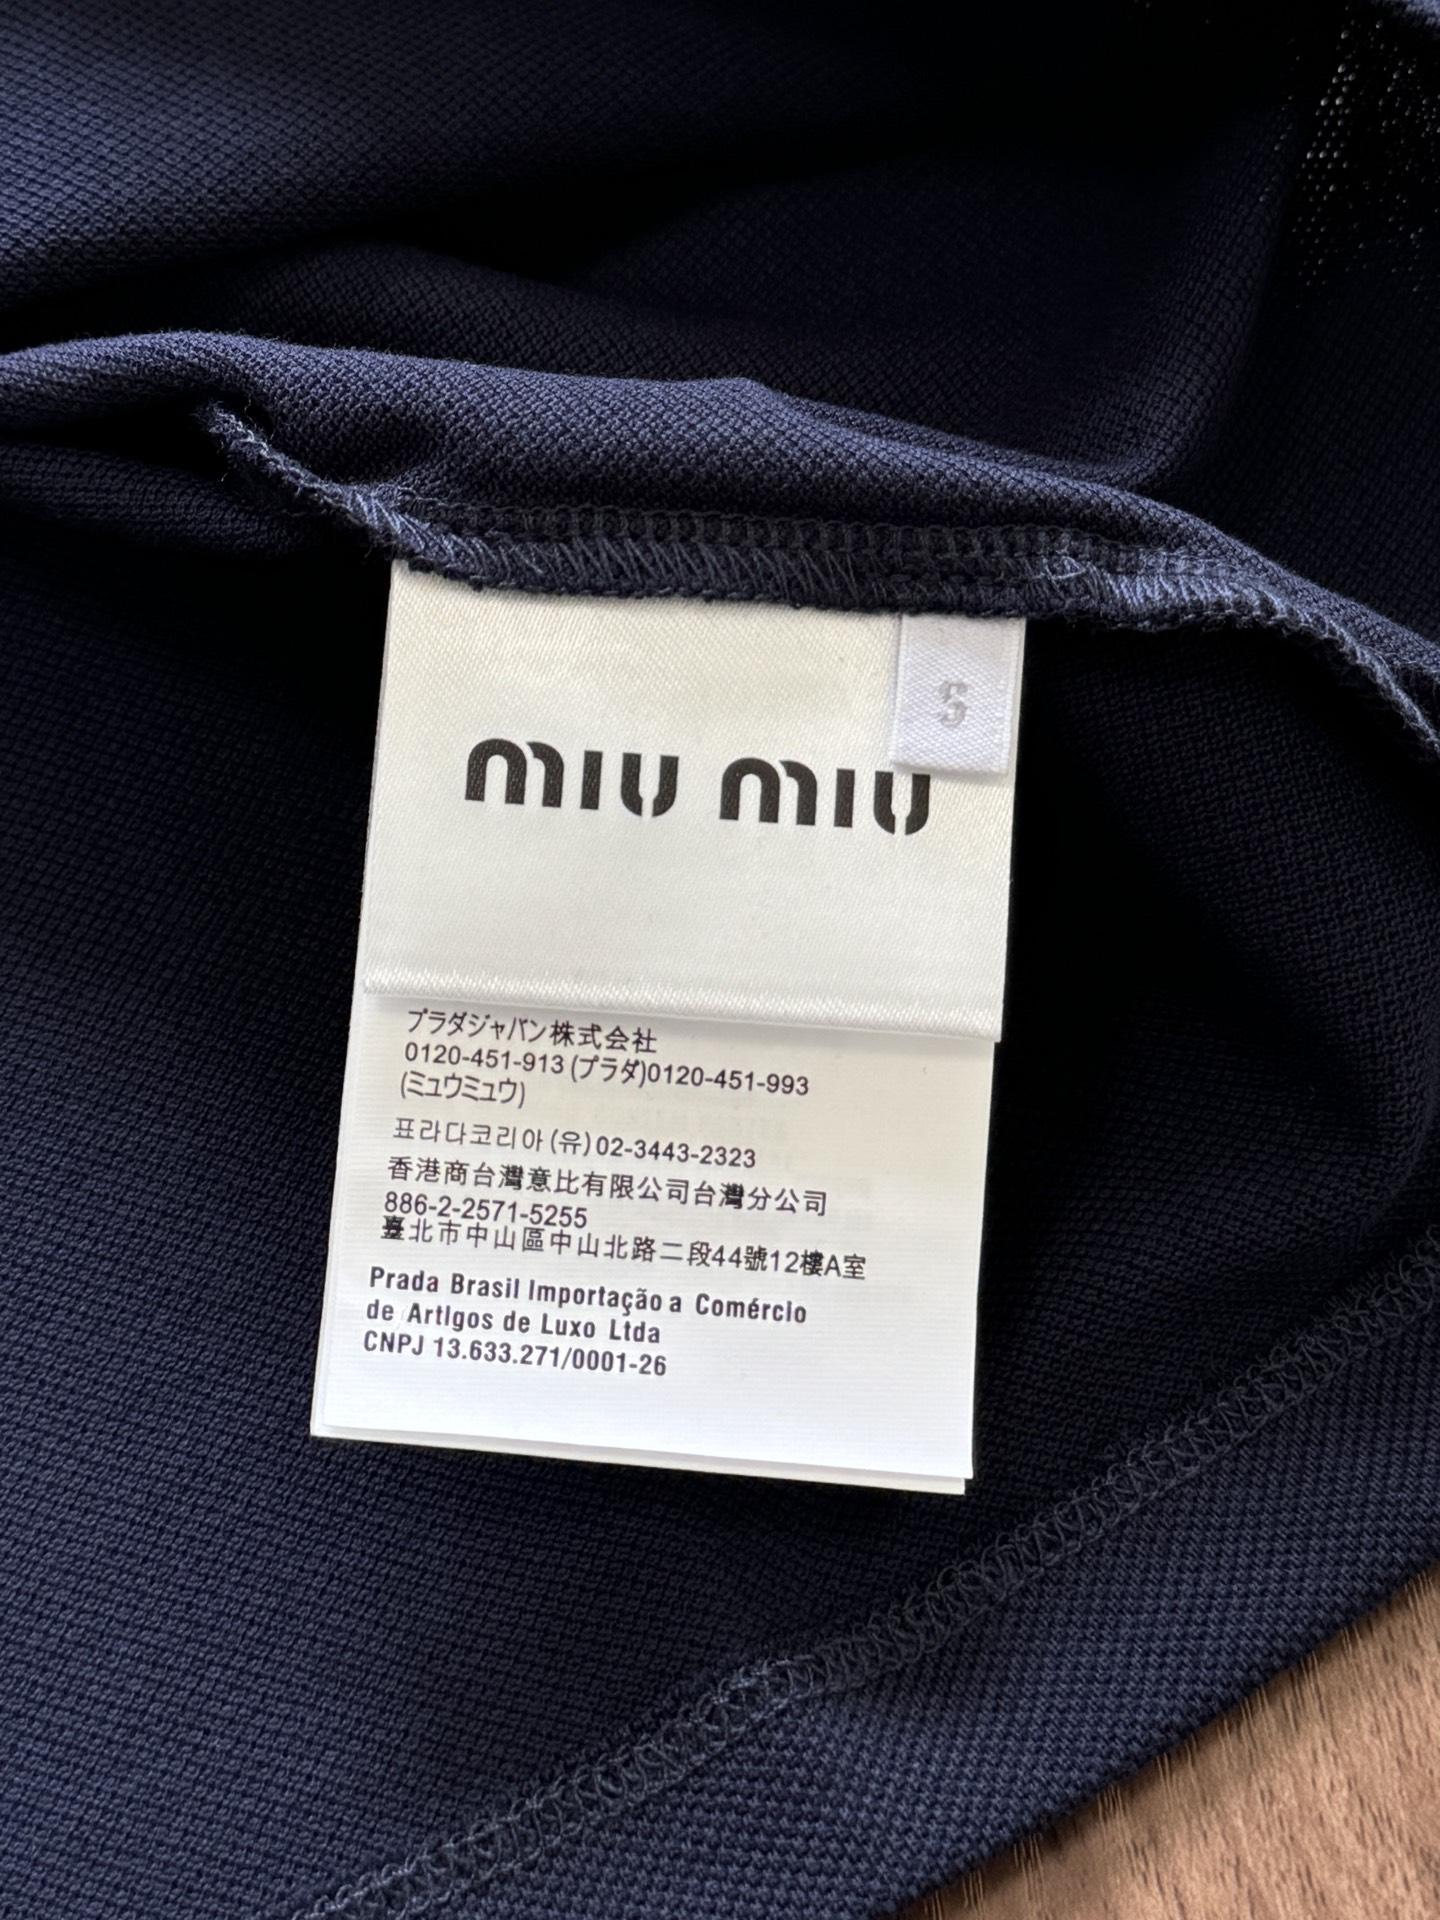 S
miu miu
プラダジャパン株式会社
0120-451-913 (プラダ)0120-451-993
(ミュウミュウ)
프라다코리아(유)02-3443-2323
香港商台灣意比有限公司台灣分公司
886-2-2571-5255
臺北市中山區中山北路二段44號12樓A室
Prada Brasil Importação a Comércio
de Artigos de Luxo Ltda
CNPJ 13.633.271/0001-26